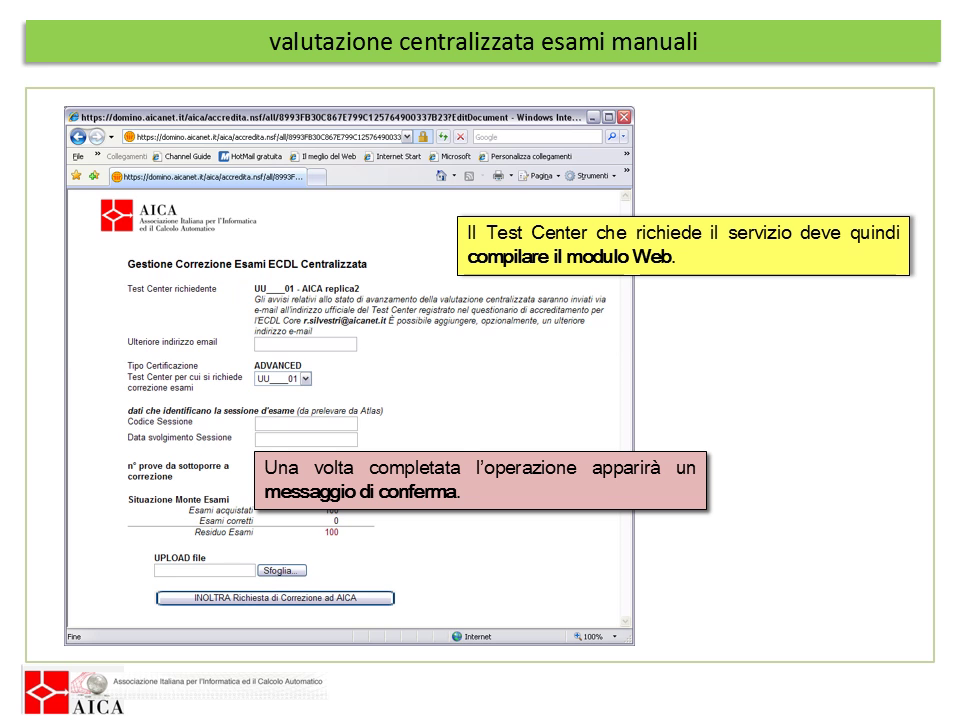 valutazione centralizzata esami manuali
https://domino.aicanet.it/aica/accredita.nsf/all/8993FB30C867E799C125764900337B23?EditDocument - Windows Inte...
https://domino.aicanet.it/aica/accredita.nsf/all/8993FB30C867E799C12576490033
Google
File » Collegamenti Channel Guide HotMail gratuita Il meglio del Web Internet Start Microsoft Personalizza collegamenti »
https://domino.aicanet.it/aica/accredita.nsf/all/8993F...
Pagina Strumenti »
AICA
Associazione Italiana per l'Informatica
ed il Calcolo Automatico
Il Test Center che richiede il servizio deve quindi
compilare il modulo Web.
Gestione Correzione Esami ECDL Centralizzata
Test Center richiedente
UU____01 - AICA replica2
Gli avvisi relativi allo stato di avanzamento della valutazione centralizzata saranno inviati via
e-mail all'indirizzo ufficiale del Test Center registrato nel questionario di accreditamento per
l'ECDL Core r.silvestri@aicanet.it È possibile aggiungere, opzionalmente, un ulteriore
indirizzo e-mail
Ulteriore indirizzo email
Tipo Certificazione ADVANCED
Test Center per cui si richiede
correzione esami
UU____01
dati che identificano la sessione d'esame (da prelevare da Atlas)
Codice Sessione
Data svolgimento Sessione
n° prove da sottoporre a
correzione
Una volta completata l'operazione apparirà un
messaggio di conferma.
Situazione Monte Esami
Esami acquistati 100
Esami corretti 0
Residuo Esami 100
UPLOAD file
Sfoglia...
INOLTRA Richiesta di Correzione ad AICA
Fine Internet 100%
Associazione Italiana per l'Informatica ed il Calcolo Automatico
AICA